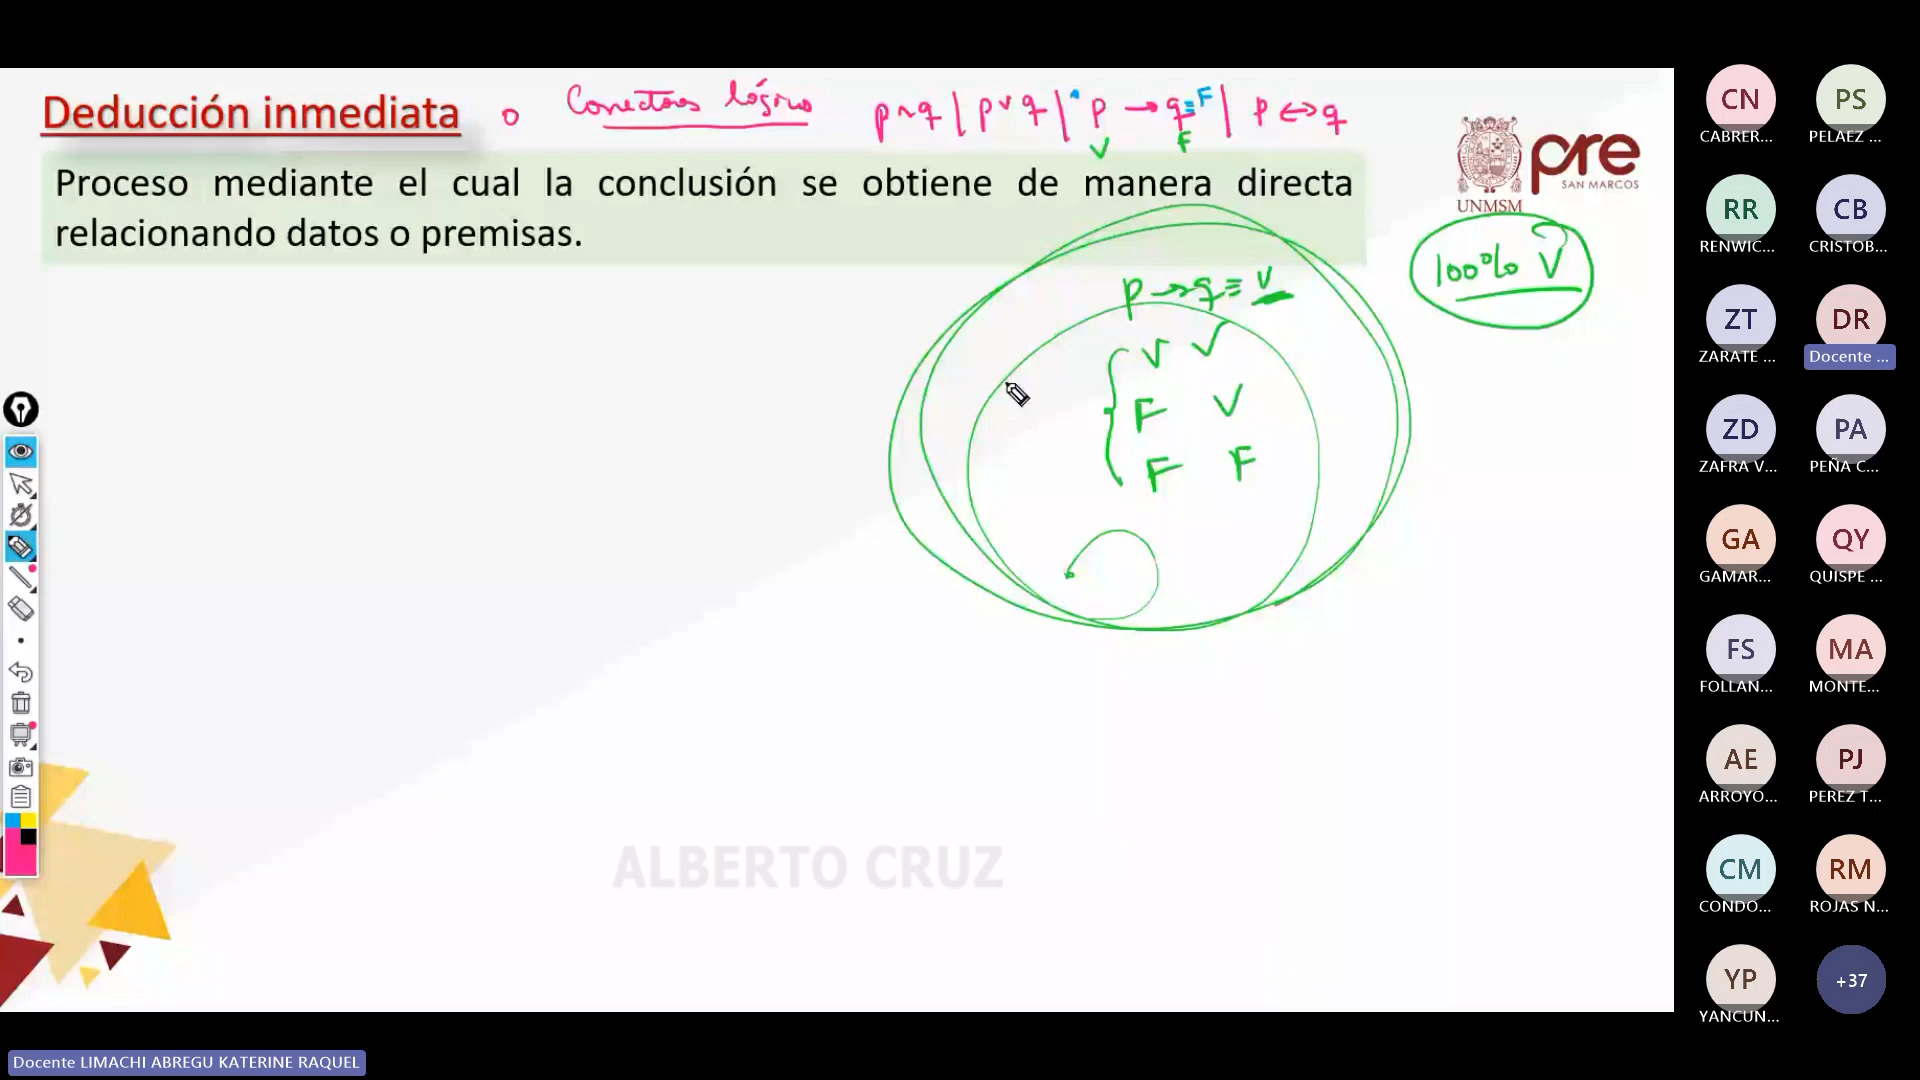 Deducción inmediata o Conectores lógicos p ∧ q | p ∨ q | p → q ≡ F | p ↔ q
V F
Proceso mediante el cual la conclusión se obtiene de manera directa
relacionando datos o premisas.
pre
SAN MARCOS
UNMSM
100% V
p → q ≡ V
V V
F V
F F
ALBERTO CRUZ
CN PS
CABRER... PELAEZ ...
RR CB
RENWIC... CRISTOB...
ZT DR
ZARATE ... Docente ...
ZD PA
ZAFRA V... PEÑA C...
GA QY
GAMAR... QUISPE ...
FS MA
FOLLAN... MONTE...
AE PJ
ARROYO... PEREZ T...
CM RM
CONDO... ROJAS N...
YP +37
YANCUN...
Docente LIMACHI ABREGU KATERINE RAQUEL